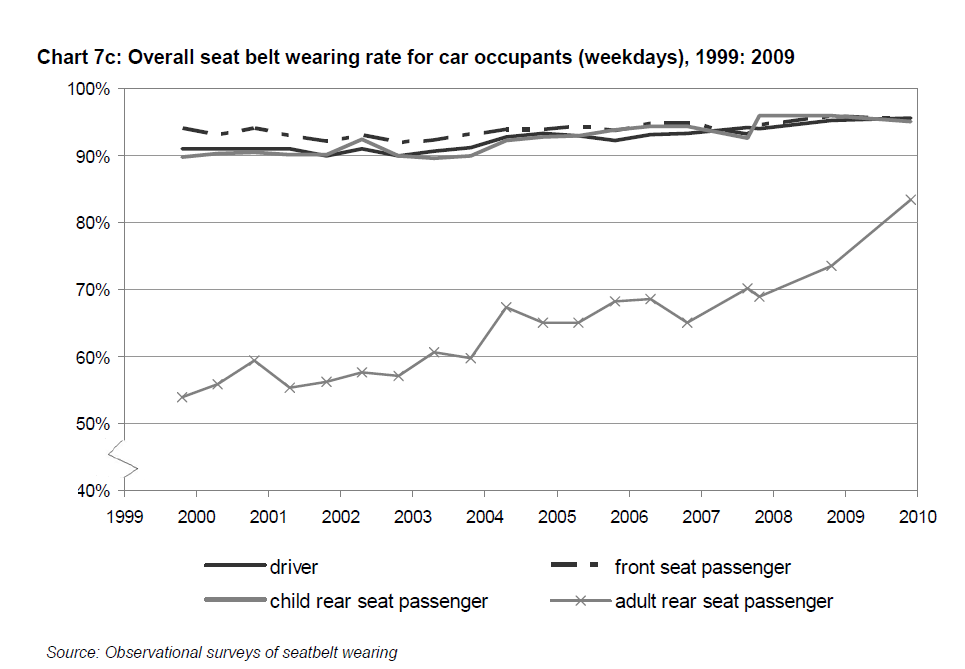 Chart 7c: Overall seat belt wearing rate for car occupants (weekdays), 1999: 2009
100%
90%
80%
70%
60%
50%
40%
1999 2000 2001 2002 2003 2004 2005 2006 2007 2008 2009 2010
driver front seat passenger
child rear seat passenger adult rear seat passenger
Source: Observational surveys of seatbelt wearing